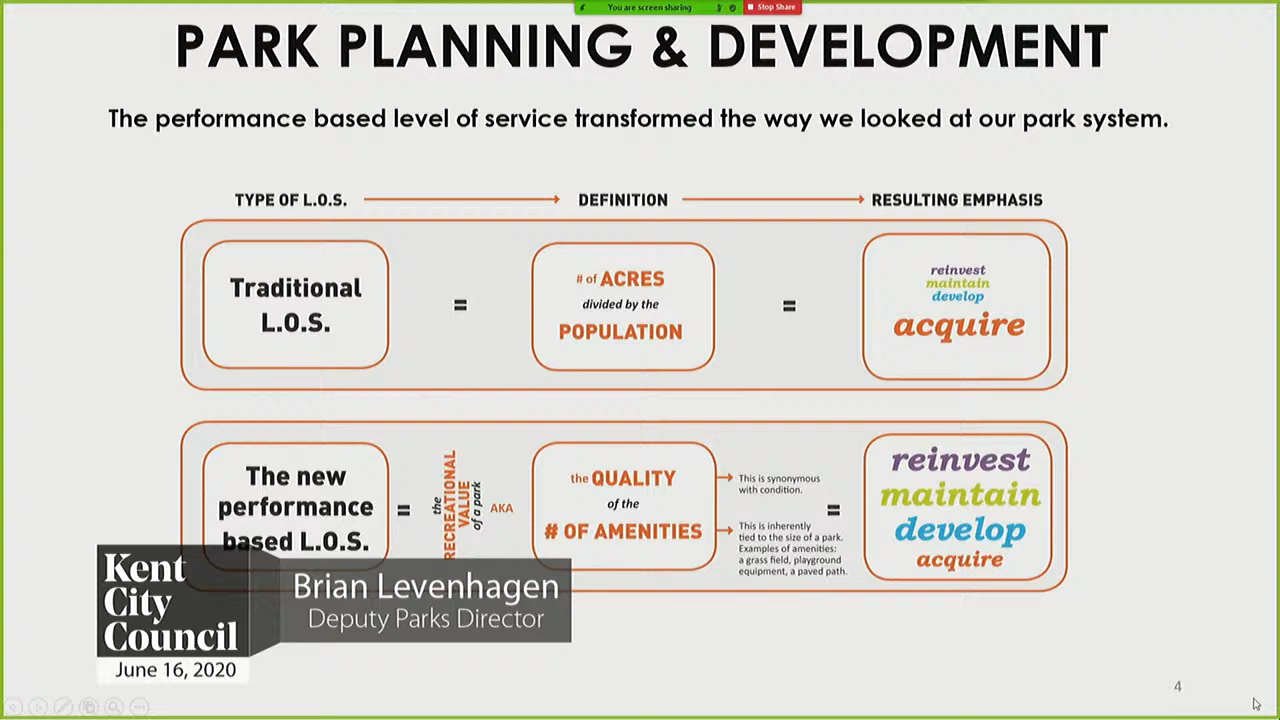 You are screen sharing
Stop Share
PARK PLANNING & DEVELOPMENT
The performance based level of service transformed the way we looked at our park system.
TYPE OF L.O.S.
DEFINITION
RESULTING EMPHASIS
Traditional
L.O.S.
=
# of ACRES
divided by the
POPULATION
=
reinvest
maintain
develop
acquire
The new
performance
based L.O.S.
=
the
RECREATIONAL
VALUE
of a park
AKA
the QUALITY
of the
# OF AMENITIES
This is synonymous
with condition.
This is inherently
tied to the size of a park.
Examples of amenities:
a grass field, playground
equipment, a paved path.
=
reinvest
maintain
develop
acquire
Kent
City
Council
June 16, 2020
Brian Levenhagen
Deputy Parks Director
4